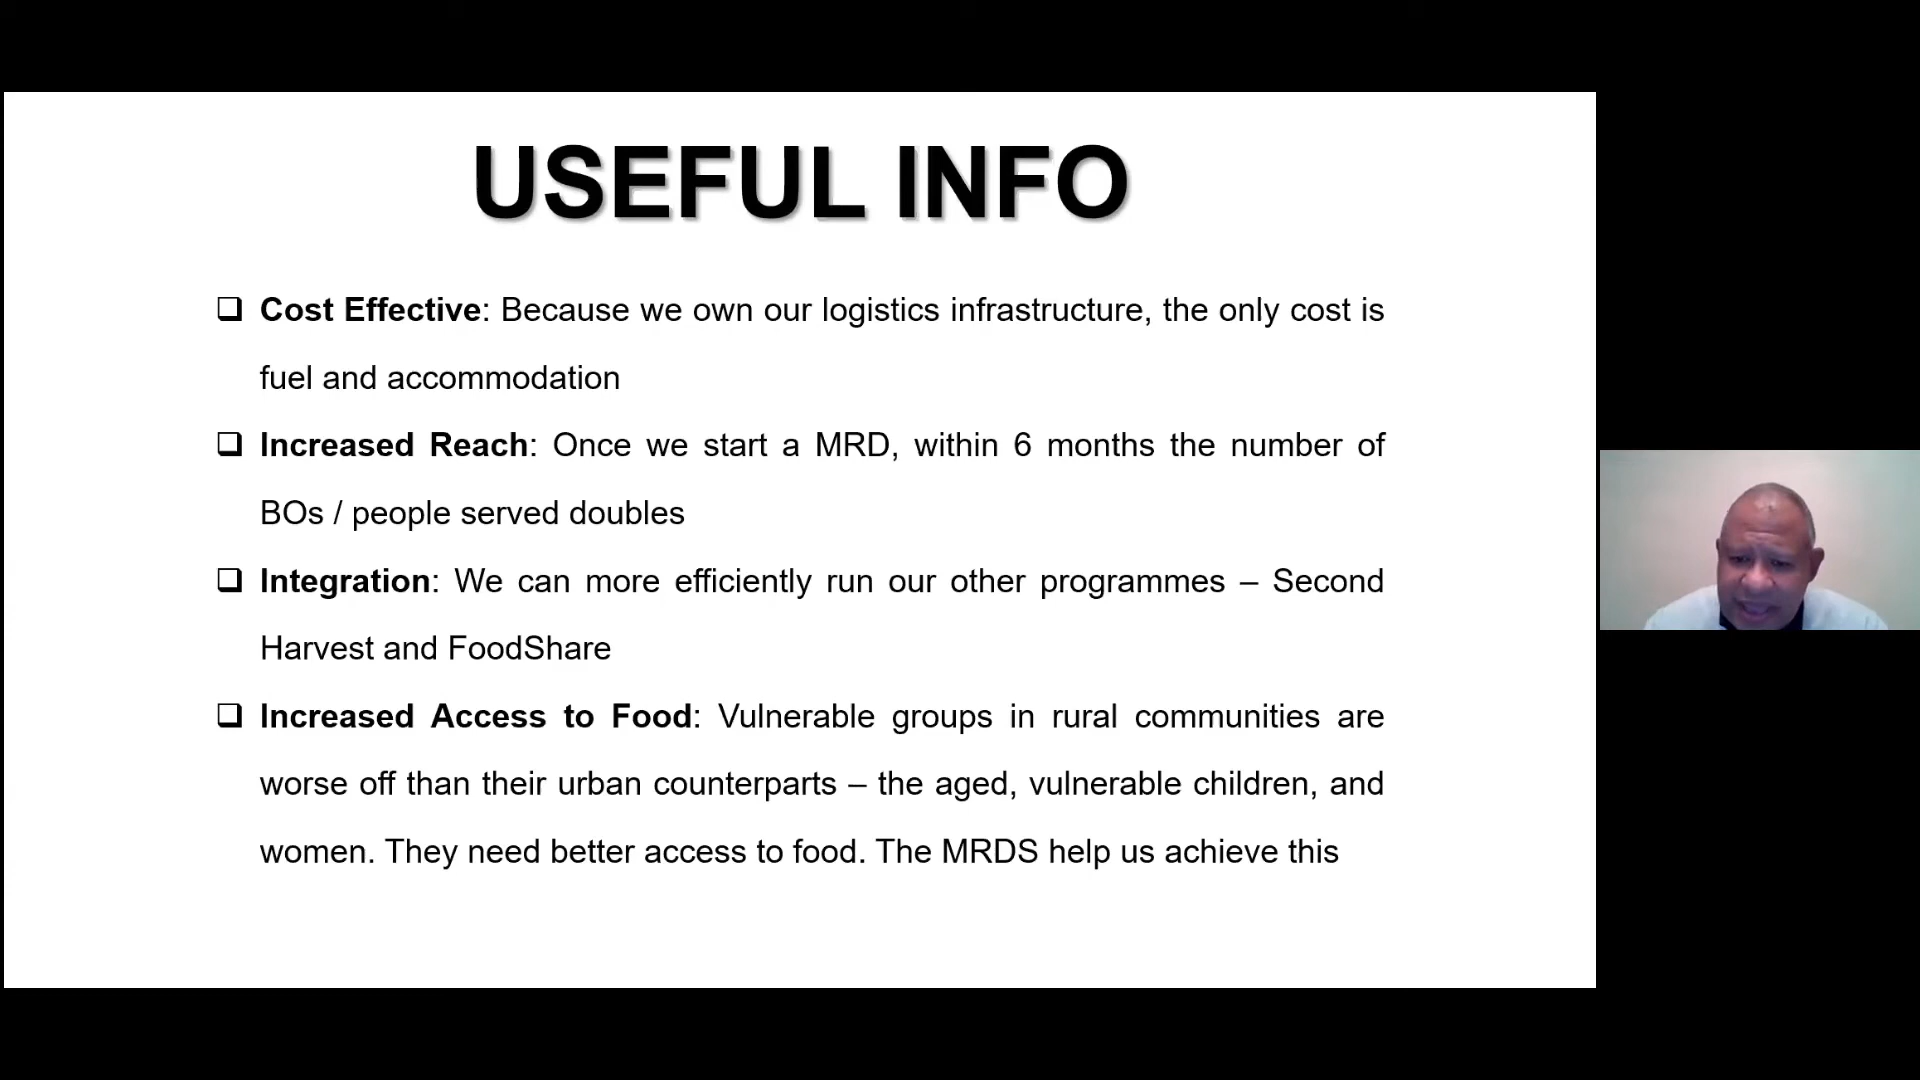 USEFUL INFO
❑ Cost Effective: Because we own our logistics infrastructure, the only cost is
fuel and accommodation
❑ Increased Reach: Once we start a MRD, within 6 months the number of
BOs / people served doubles
❑ Integration: We can more efficiently run our other programmes – Second
Harvest and FoodShare
❑ Increased Access to Food: Vulnerable groups in rural communities are
worse off than their urban counterparts – the aged, vulnerable children, and
women. They need better access to food. The MRDS help us achieve this